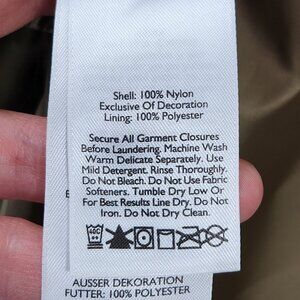 Shell: 100% Nylon
Exclusive Of Decoration
Lining: 100% Polyester
Secure All Garment Closures
Before Laundering. Machine Wash
Warm Delicate Separately. Use
Mild Detergent. Rinse Thoroughly.
Do Not Bleach. Do Not Use Fabric
Softeners. Tumble Dry Low Or
For Best Results Line Dry. Do Not
Iron. Do Not Dry Clean.
AUSSER DEKORATION
FUTTER: 100% POLYESTER